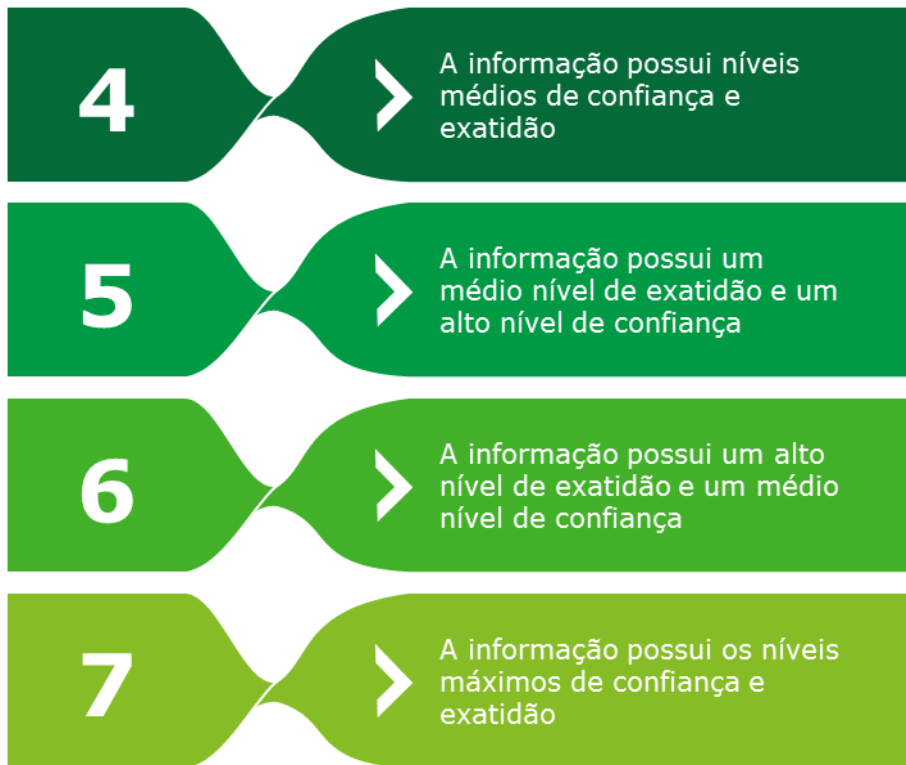 4
A informação possui níveis
médios de confiança e
exatidão
5
A informação possui um
médio nível de exatidão e um
alto nível de confiança
6
A informação possui um alto
nível de exatidão e um médio
nível de confiança
7
A informação possui os níveis
máximos de confiança e
exatidão